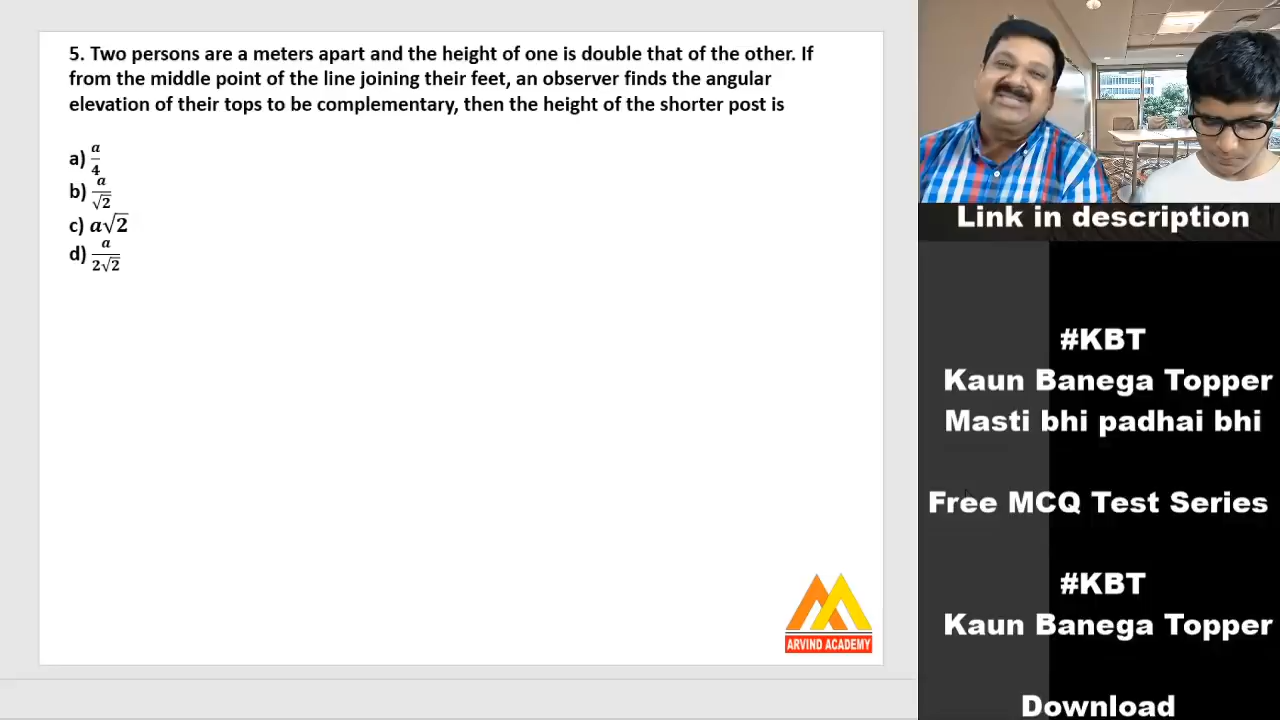 5. Two persons are a meters apart and the height of one is double that of the other. If
from the middle point of the line joining their feet, an observer finds the angular
elevation of their tops to be complementary, then the height of the shorter post is
a) a/4
b) a/√2
c) a√2
d) a/2√2
ARVIND ACADEMY
Link in description
#KBT
Kaun Banega Topper
Masti bhi padhai bhi
Free MCQ Test Series
#KBT
Kaun Banega Topper
Download